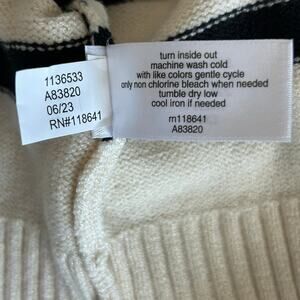 1136533
A83820
06/23
RN#118641
turn inside out
machine wash cold
with like colors gentle cycle
only non chlorine bleach when needed
tumble dry low
cool iron if needed
rn118641
A83820